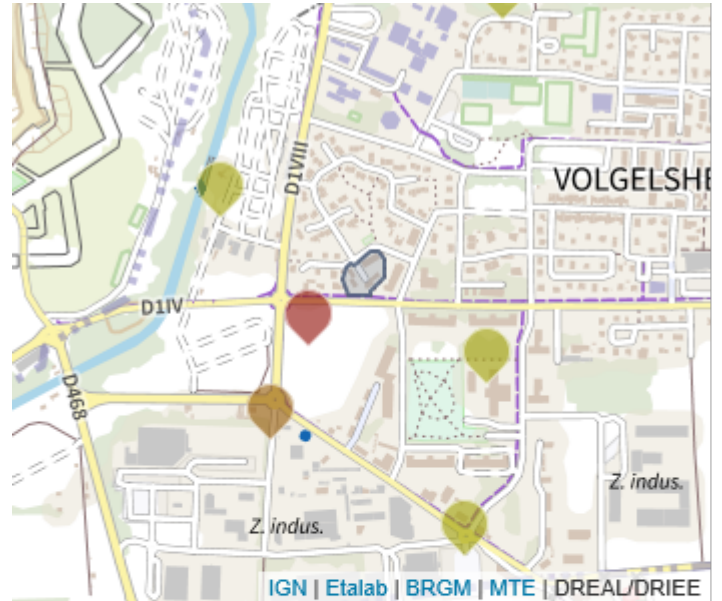 D1VIII
VOLGELSHE
D1IV
D468
Z. indus.
Z. indus.
IGN | Etalab | BRGM | MTE | DREAL/DRIEE